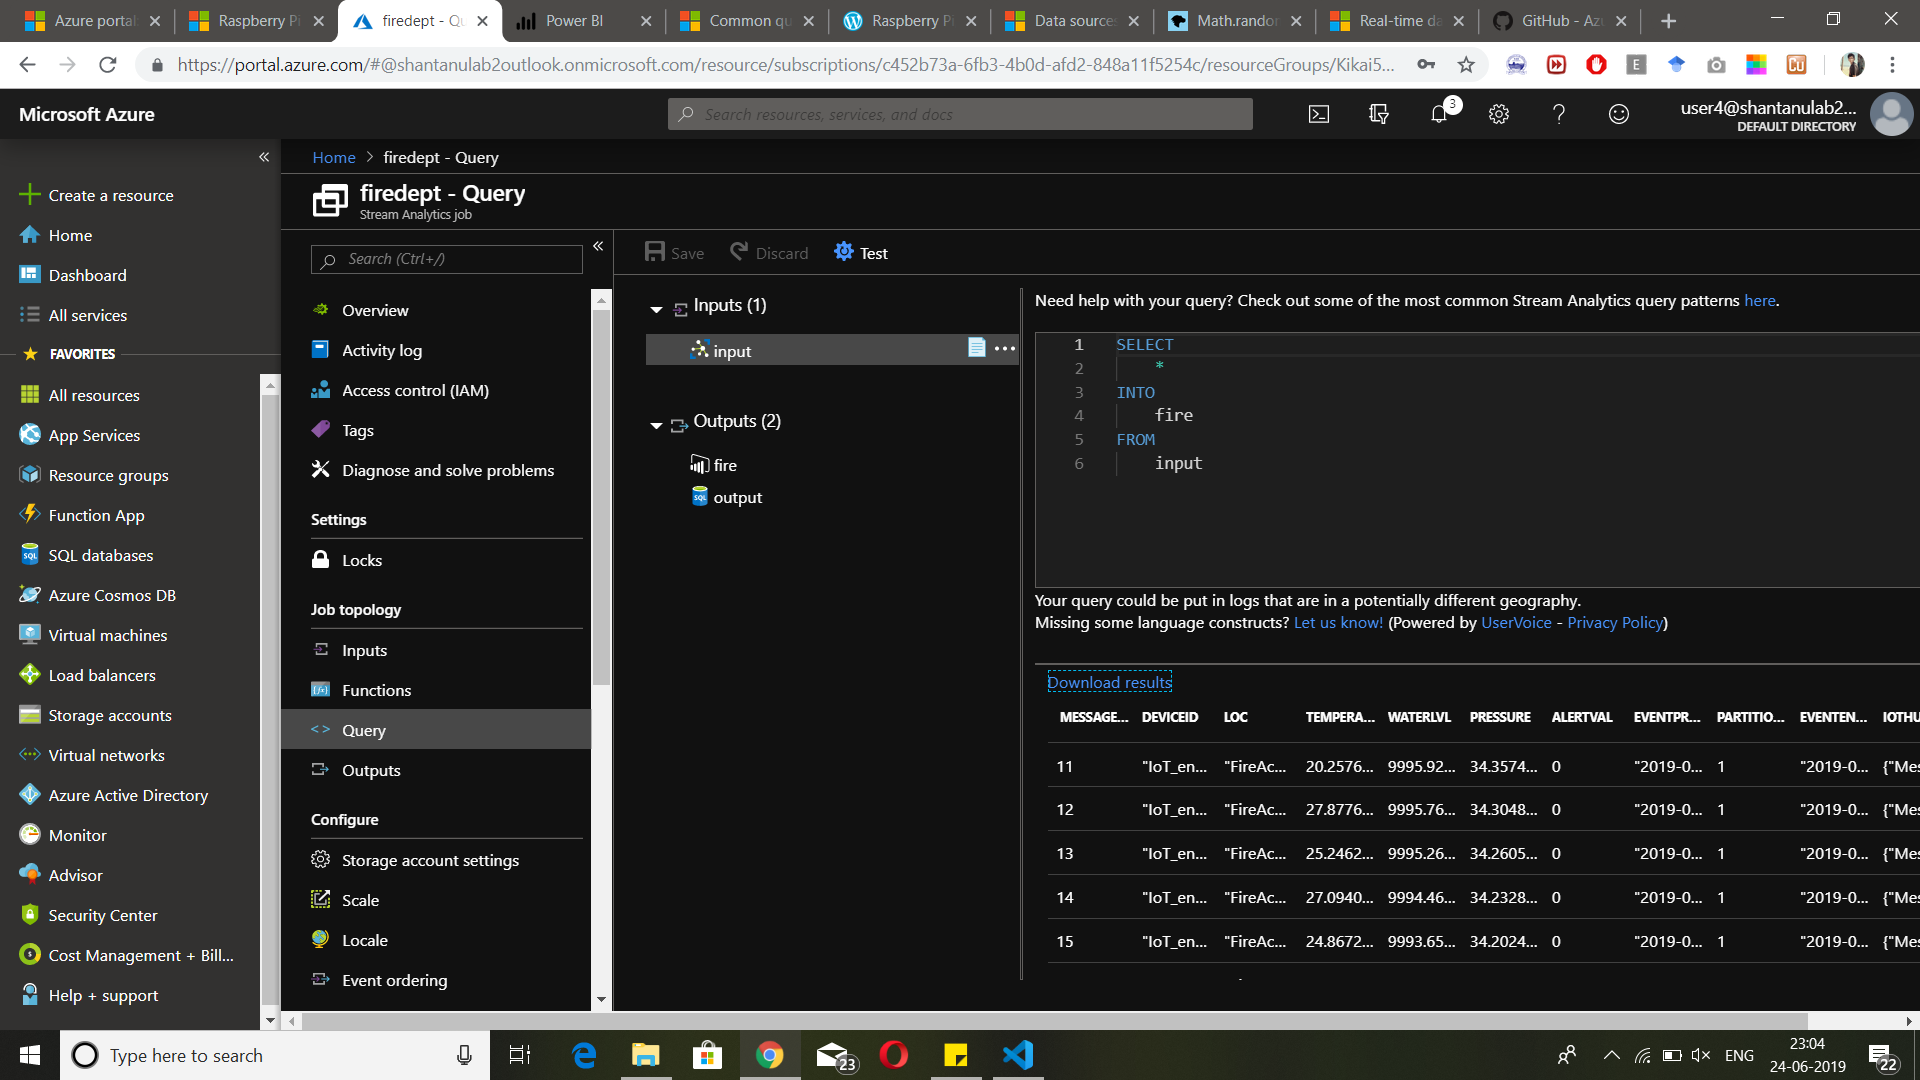 Azure porta
Raspberry Pi
firedept - Qu
Power BI
Common qu
Raspberry Pi
Data sources
Math.randon
Real-time da
GitHub - Azu
https://portal.azure.com/#@shantanulab2outlook.onmicrosoft.com/resource/subscriptions/c452b73a-6fb3-4b0d-afd2-848a11f5254c/resourceGroups/Kikai5...
Microsoft Azure
Search resources, services, and docs
3
user4@shantanulab2...
DEFAULT DIRECTORY
Create a resource
Home
Dashboard
All services
FAVORITES
All resources
App Services
Resource groups
Function App
SQL databases
Azure Cosmos DB
Virtual machines
Load balancers
Storage accounts
Virtual networks
Azure Active Directory
Monitor
Advisor
Security Center
Cost Management + Bill...
Help + support
Home > firedept - Query
firedept - Query
Stream Analytics job
Search (Ctrl+/)
Overview
Activity log
Access control (IAM)
Tags
Diagnose and solve problems
Settings
Locks
Job topology
Inputs
Functions
Query
Outputs
Configure
Storage account settings
Scale
Locale
Event ordering
Save Discard Test
Inputs (1)
input
Outputs (2)
fire
output
Need help with your query? Check out some of the most common Stream Analytics query patterns here.
1 SELECT
2 *
3 INTO
4 fire
5 FROM
6 input
Your query could be put in logs that are in a potentially different geography.
Missing some language constructs? Let us know! (Powered by UserVoice - Privacy Policy)
Download results
MESSAGE... DEVICEID LOC TEMPERA... WATERLVL PRESSURE ALERTVAL EVENTPR... PARTITIO... EVENTEN... IOTHU
11 "IoT_en... "FireAc... 20.2576... 9995.92... 34.3574... 0 "2019-0... 1 "2019-0... {"Mes
12 "IoT_en... "FireAc... 27.8776... 9995.76... 34.3048... 0 "2019-0... 1 "2019-0... {"Mes
13 "IoT_en... "FireAc... 25.2462... 9995.26... 34.2605... 0 "2019-0... 1 "2019-0... {"Mes
14 "IoT_en... "FireAc... 27.0940... 9994.46... 34.2328... 0 "2019-0... 1 "2019-0... {"Mes
15 "IoT_en... "FireAc... 24.8672... 9993.65... 34.2024... 0 "2019-0... 1 "2019-0... {"Mes
Type here to search
23
ENG
23:04
24-06-2019
22